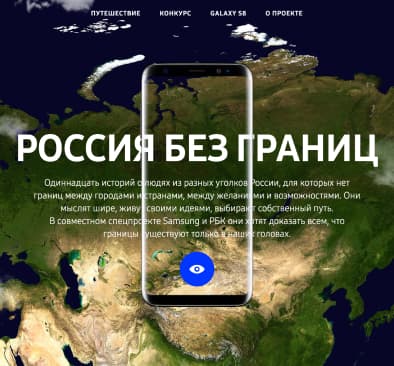 ПУТЕШЕСТВИЕ КОНКУРС GALAXY S8 О ПРОЕКТЕ
РОССИЯ БЕЗ ГРАНИЦ
Одиннадцать историй о людях из разных уголков России, для которых нет
границ между городами и странами, между желаниями и возможностями. Они
мыслят шире, живут своими идеями, выбирают собственный путь.
В совместном спецпроекте Samsung и РБК они хотят доказать всем, что
границы существуют только в наших головах.